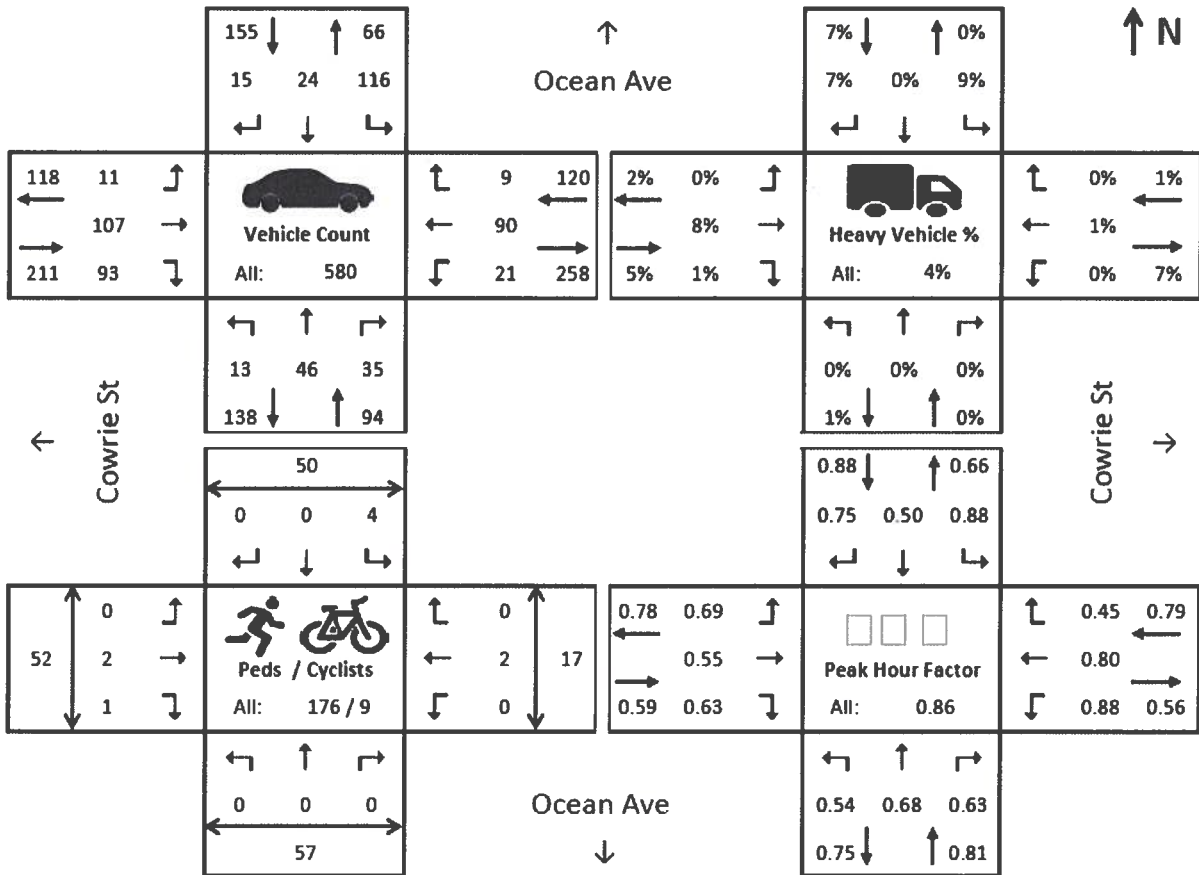 155 66 7% 0% N
15 24 116 Ocean Ave 7% 0% 9%
118 11 9 120 2% 0% 0% 1%
107 Vehicle Count 90 8% Heavy Vehicle % 1%
211 93 All: 580 21 258 5% 1% All: 4% 0% 7%
13 46 35 0% 0% 0%
138 94 1% 0%
Cowrie St Cowrie St
50 0.88 0.66
0 0 4 0.75 0.50 0.88
0 0 0.78 0.69 0.45 0.79
52 2 Peds / Cyclists 2 17 0.55 Peak Hour Factor 0.80
1 All: 176 / 9 0 0.59 0.63 All: 0.86 0.88 0.56
0 0 0 Ocean Ave 0.54 0.68 0.63
57 0.75 0.81